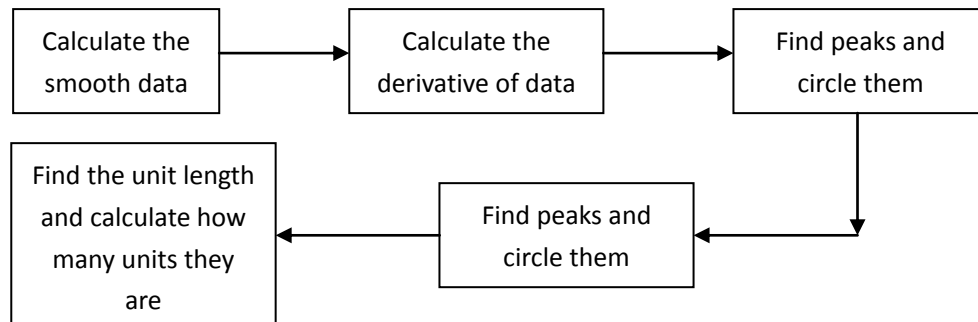 Calculate the
smooth data
Calculate the
derivative of data
Find peaks and
circle them
Find peaks and
circle them
Find the unit length
and calculate how
many units they
are